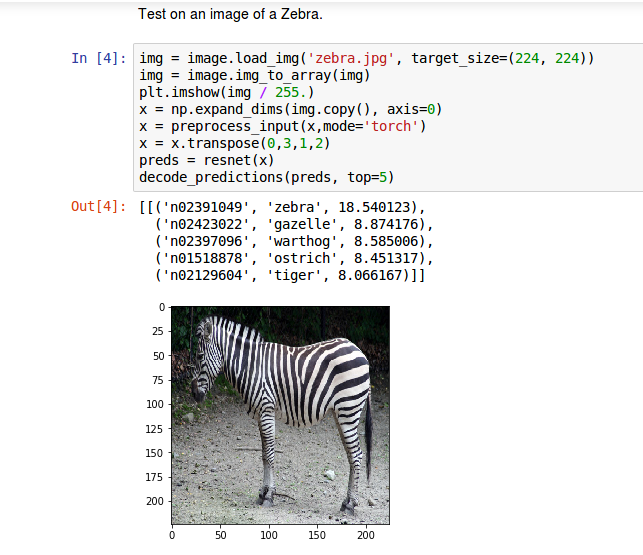 Test on an image of a Zebra.
In [4]: img = image.load_img('zebra.jpg', target_size=(224, 224))
img = image.img_to_array(img)
plt.imshow(img / 255.)
x = np.expand_dims(img.copy(), axis=0)
x = preprocess_input(x,mode='torch')
x = x.transpose(0,3,1,2)
preds = resnet(x)
decode_predictions(preds, top=5)
Out[4]: [[('n02391049', 'zebra', 18.540123),
('n02423022', 'gazelle', 8.874176),
('n02397096', 'warthog', 8.585006),
('n01518878', 'ostrich', 8.451317),
('n02129604', 'tiger', 8.066167)]]
0
25
50
75
100
125
150
175
200
0 50 100 150 200